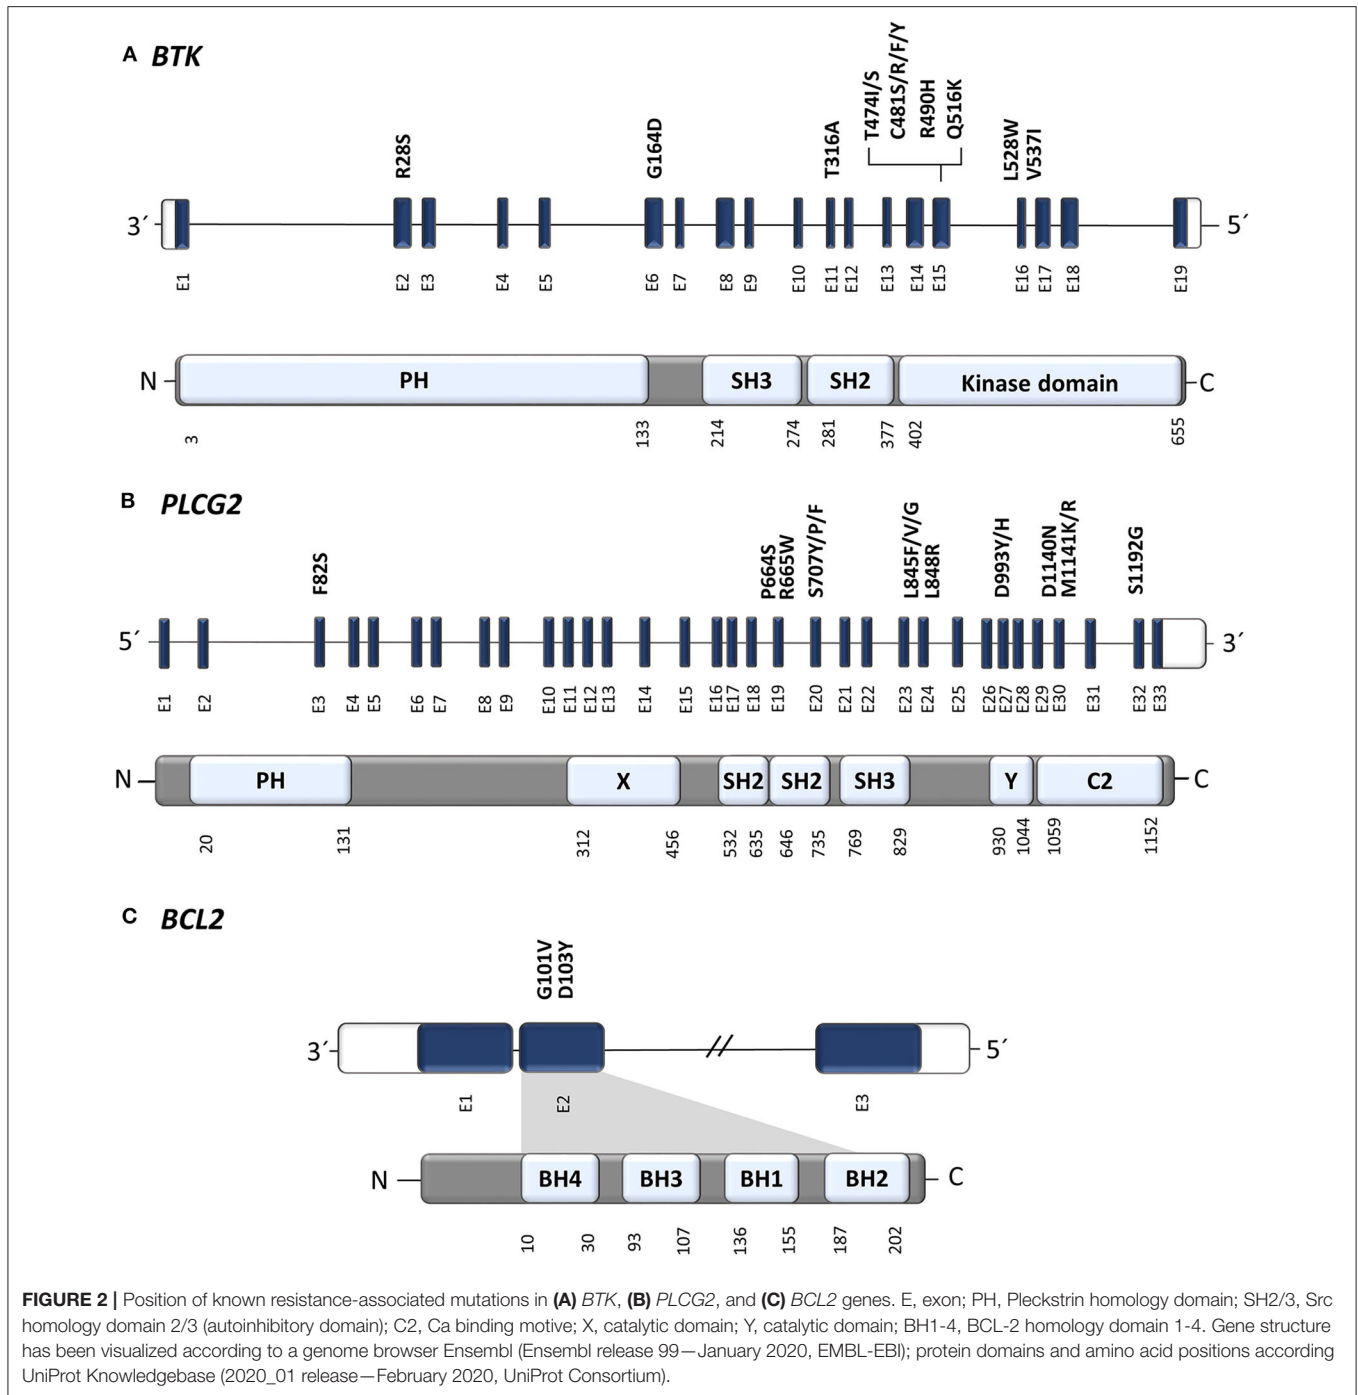 A BTK
R28S
G164D
T316A
T474I/S
C481S/R/F/Y
R490H
Q516K
L528W
V537I
3´ 5´
E1 E2 E3 E4 E5 E6 E7 E8 E9 E10 E11 E12 E13 E14 E15 E16 E17 E18 E19
N PH SH3 SH2 Kinase domain C
3 133 214 274 281 377 402 655
B PLCG2
F82S
P664S
R665W
S707Y/P/F
L845F/V/G
L848R
D993Y/H
D1140N
M1141K/R
S1192G
5´ 3´
E1 E2 E3 E4 E5 E6 E7 E8 E9 E10 E11 E12 E13 E14 E15 E16 E17 E18 E19 E20 E21 E22 E23 E24 E25 E26 E27 E28 E29 E30 E31 E32 E33
N PH X SH2 SH2 SH3 Y C2 C
20 131 312 456 532 635 646 735 769 829 930 1044 1059 1152
C BCL2
G101V
D103Y
3´ 5´
E1 E2 E3
N BH4 BH3 BH1 BH2 C
10 30 93 107 136 155 187 202
FIGURE 2 | Position of known resistance-associated mutations in (A) BTK, (B) PLCG2, and (C) BCL2 genes. E, exon; PH, Pleckstrin homology domain; SH2/3, Src
homology domain 2/3 (autoinhibitory domain); C2, Ca binding motive; X, catalytic domain; Y, catalytic domain; BH1-4, BCL-2 homology domain 1-4. Gene structure
has been visualized according to a genome browser Ensembl (Ensembl release 99—January 2020, EMBL-EBI); protein domains and amino acid positions according
UniProt Knowledgebase (2020_01 release—February 2020, UniProt Consortium).